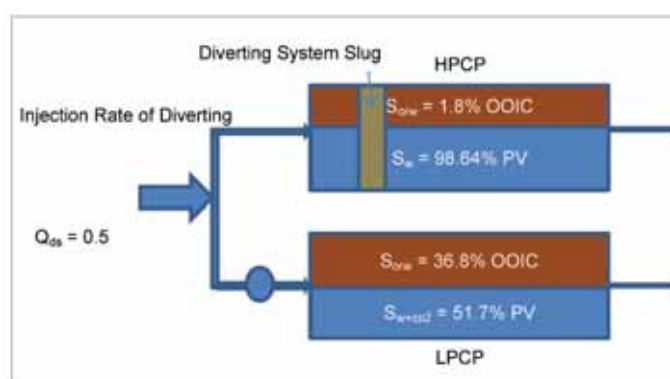 Diverting System Slug
HPCP
Injection Rate of Diverting
Sorw = 1.8% OOIC
Sw = 98.64% PV
Qds = 0.5
Sorw = 36.8% OOIC
Sw+co2 = 51.7% PV
LPCP